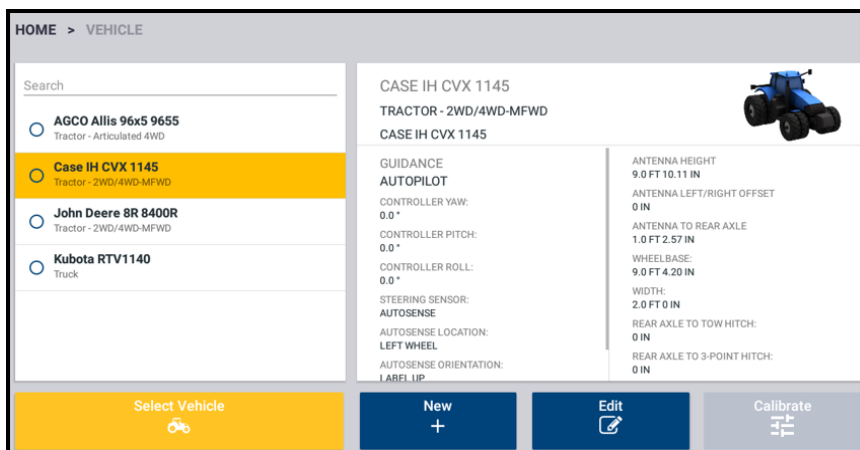 HOME > VEHICLE
Search
AGCO Allis 96x5 9655
Tractor - Articulated 4WD
Case IH CVX 1145
Tractor - 2WD/4WD-MFWD
John Deere 8R 8400R
Tractor - 2WD/4WD-MFWD
Kubota RTV1140
Truck
CASE IH CVX 1145
TRACTOR - 2WD/4WD-MFWD
CASE IH CVX 1145
GUIDANCE
AUTOPILOT
CONTROLLER YAW:
0.0 °
CONTROLLER PITCH:
0.0 °
CONTROLLER ROLL:
0.0 °
STEERING SENSOR:
AUTOSENSE
AUTOSENSE LOCATION:
LEFT WHEEL
AUTOSENSE ORIENTATION:
LABEL UP
ANTENNA HEIGHT
9.0 FT 10.11 IN
ANTENNA LEFT/RIGHT OFFSET
0 IN
ANTENNA TO REAR AXLE
1.0 FT 2.57 IN
WHEELBASE:
9.0 FT 4.20 IN
WIDTH:
2.0 FT 0 IN
REAR AXLE TO TOW HITCH:
0 IN
REAR AXLE TO 3-POINT HITCH:
0 IN
Select Vehicle
New
Edit
Calibrate